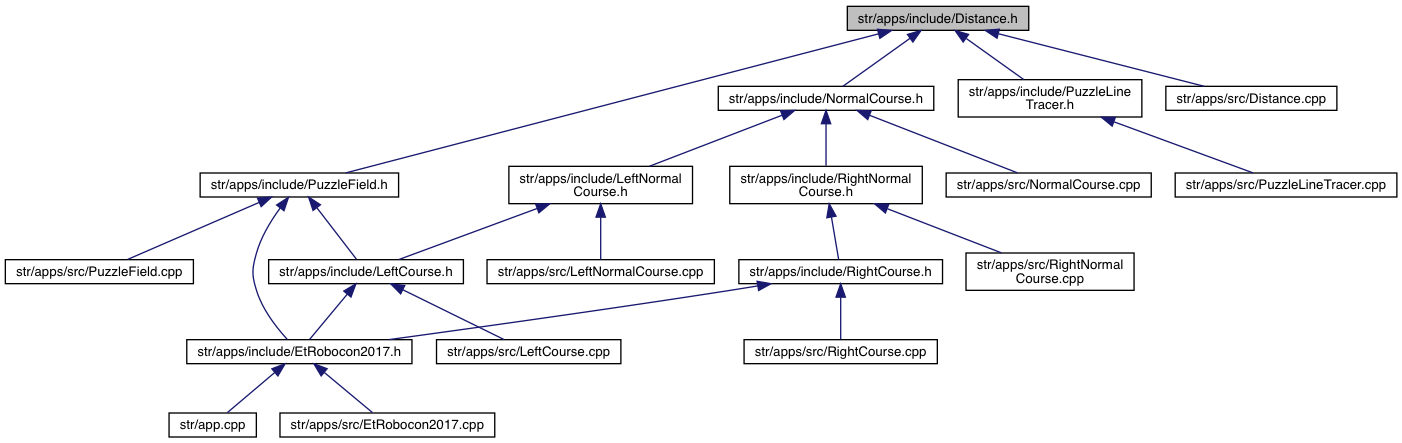 str/apps/include/Distance.h
str/apps/include/NormalCourse.h
str/apps/include/PuzzleLine
Tracer.h
str/apps/src/Distance.cpp
str/apps/include/PuzzleField.h
str/apps/include/LeftNormal
Course.h
str/apps/include/RightNormal
Course.h
str/apps/src/NormalCourse.cpp
str/apps/src/PuzzleLineTracer.cpp
str/apps/src/PuzzleField.cpp
str/apps/include/LeftCourse.h
str/apps/src/LeftNormalCourse.cpp
str/apps/include/RightCourse.h
str/apps/src/RightNormal
Course.cpp
str/apps/include/EtRobocon2017.h
str/apps/src/LeftCourse.cpp
str/apps/src/RightCourse.cpp
str/app.cpp
str/apps/src/EtRobocon2017.cpp